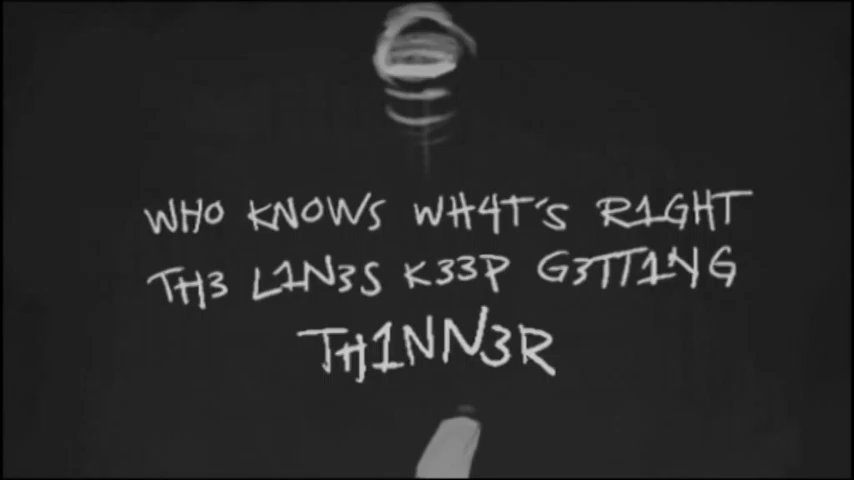 WHO KNOWS WH4T'S R1GHT
TH3 L1N3S K33P G3TT1NG
TH1NN3R